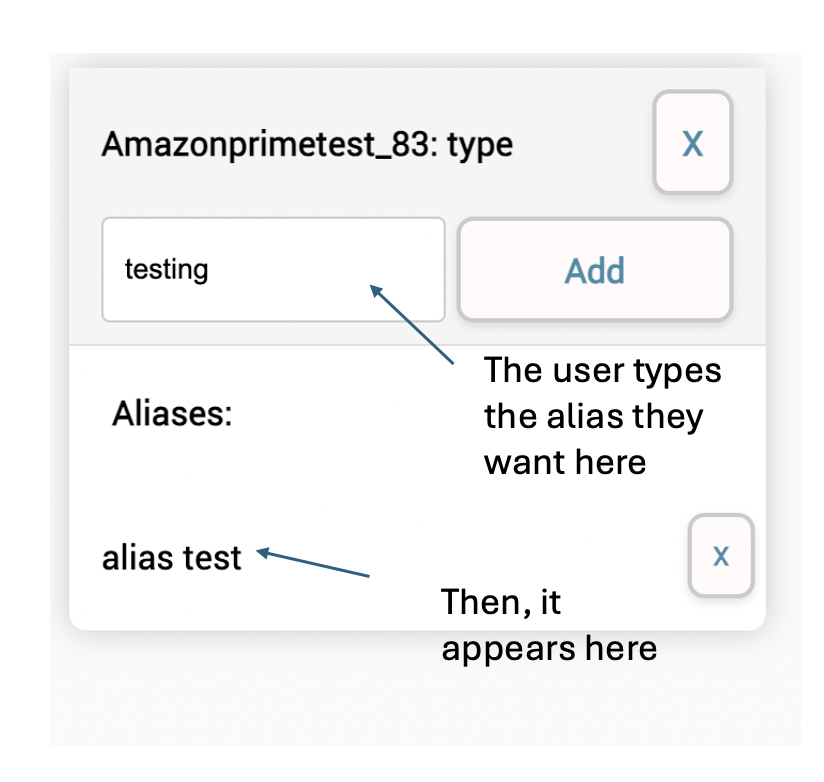 Amazonprimetest_83: type
X
testing
Add
The user types
the alias they
want here
Aliases:
alias test
x
Then, it
appears here